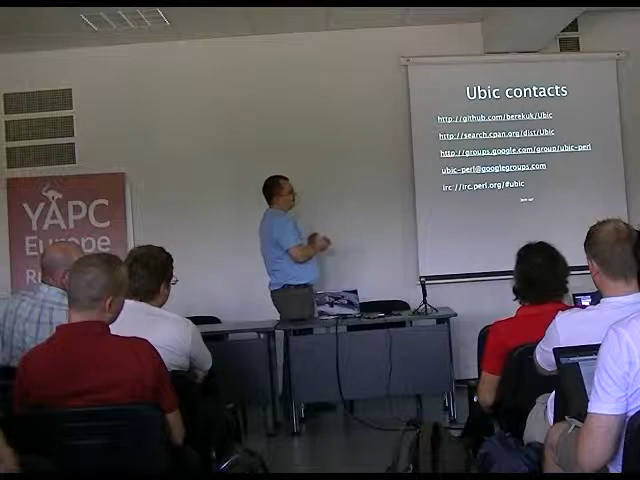 Ubic contacts
http://github.com/berekuk/Ubic
http://search.cpan.org/dist/Ubic
http://groups.google.com/group/ubic-perl
ubic-perl@googlegroups.com
irc://irc.perl.org/#ubic
YAPC
Europe